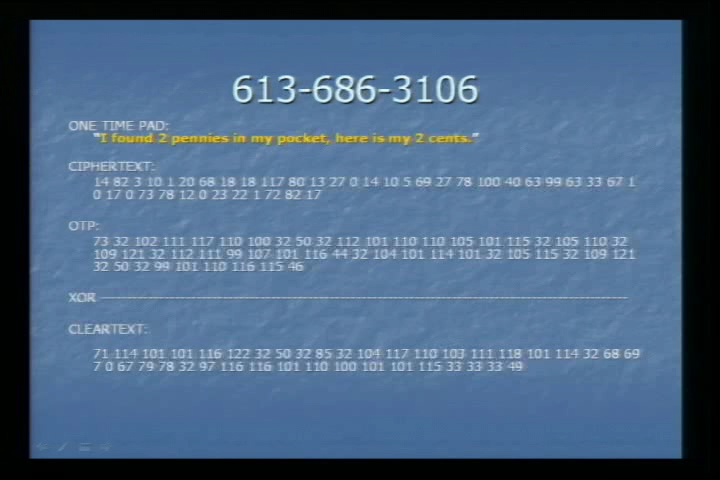 613-686-3106
ONE TIME PAD:
"I found 2 pennies in my pocket, here is my 2 cents."
CIPHERTEXT:
14 82 3 10 1 20 68 18 18 117 80 13 27 0 14 10 5 69 27 78 100 40 63 99 63 33 67 1
0 17 0 73 78 12 0 23 22 1 72 82 17
OTP:
73 32 102 111 117 110 100 32 50 32 112 101 110 110 105 101 115 32 105 110 32
109 121 32 112 111 99 107 101 116 44 32 104 101 114 101 32 105 115 32 109 121
32 50 32 99 101 110 116 115 46
XOR ------------------------------------------------------------------------------------------
CLEARTEXT:
71 114 101 101 116 122 32 50 32 85 32 104 117 110 103 111 118 101 114 32 68 69
7 0 67 79 78 32 97 116 116 101 110 100 101 101 115 33 33 33 49